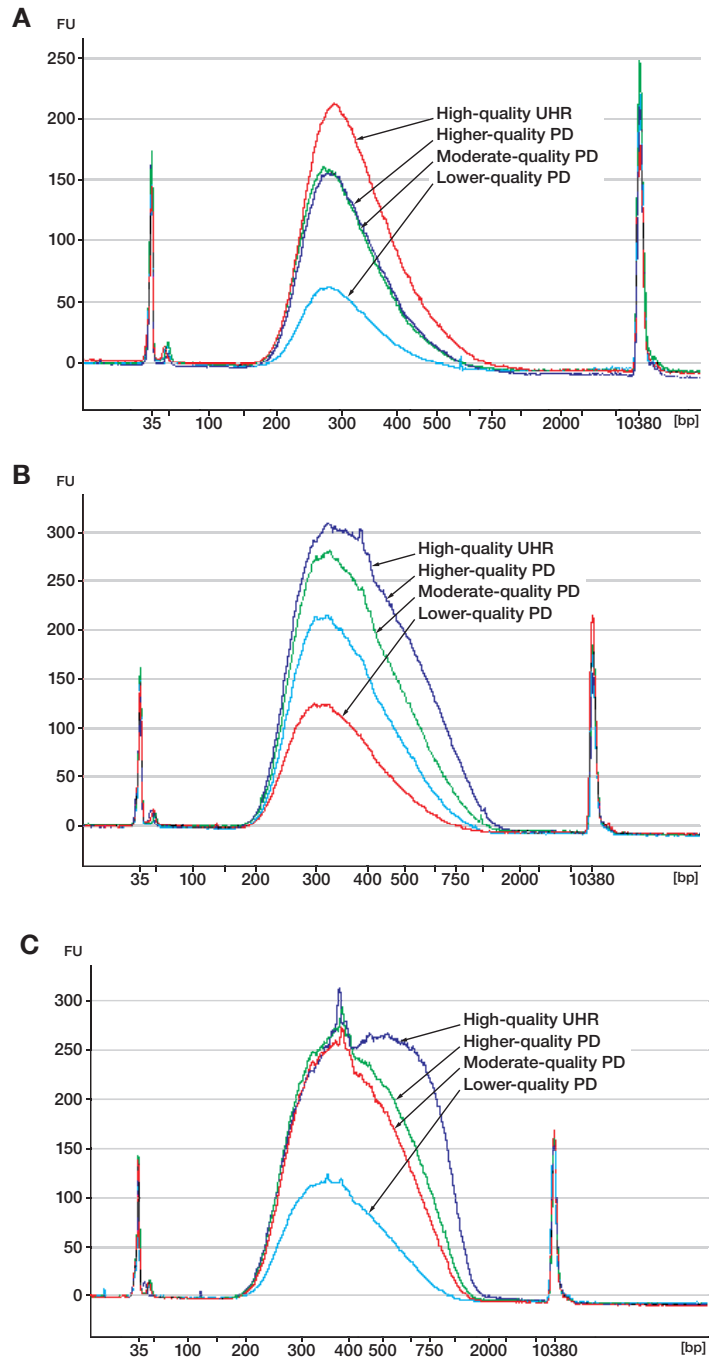 A
FU
250
200
150
100
50
0
High-quality UHR
Higher-quality PD
Moderate-quality PD
Lower-quality PD
35 100 200 300 400 500 750 2000 10380 [bp]
B
FU
300
250
200
150
100
50
0
High-quality UHR
Higher-quality PD
Moderate-quality PD
Lower-quality PD
35 100 200 300 400 500 750 2000 10380 [bp]
C
FU
300
250
200
150
100
50
0
High-quality UHR
Higher-quality PD
Moderate-quality PD
Lower-quality PD
35 100 200 300 400 500 750 2000 10380 [bp]